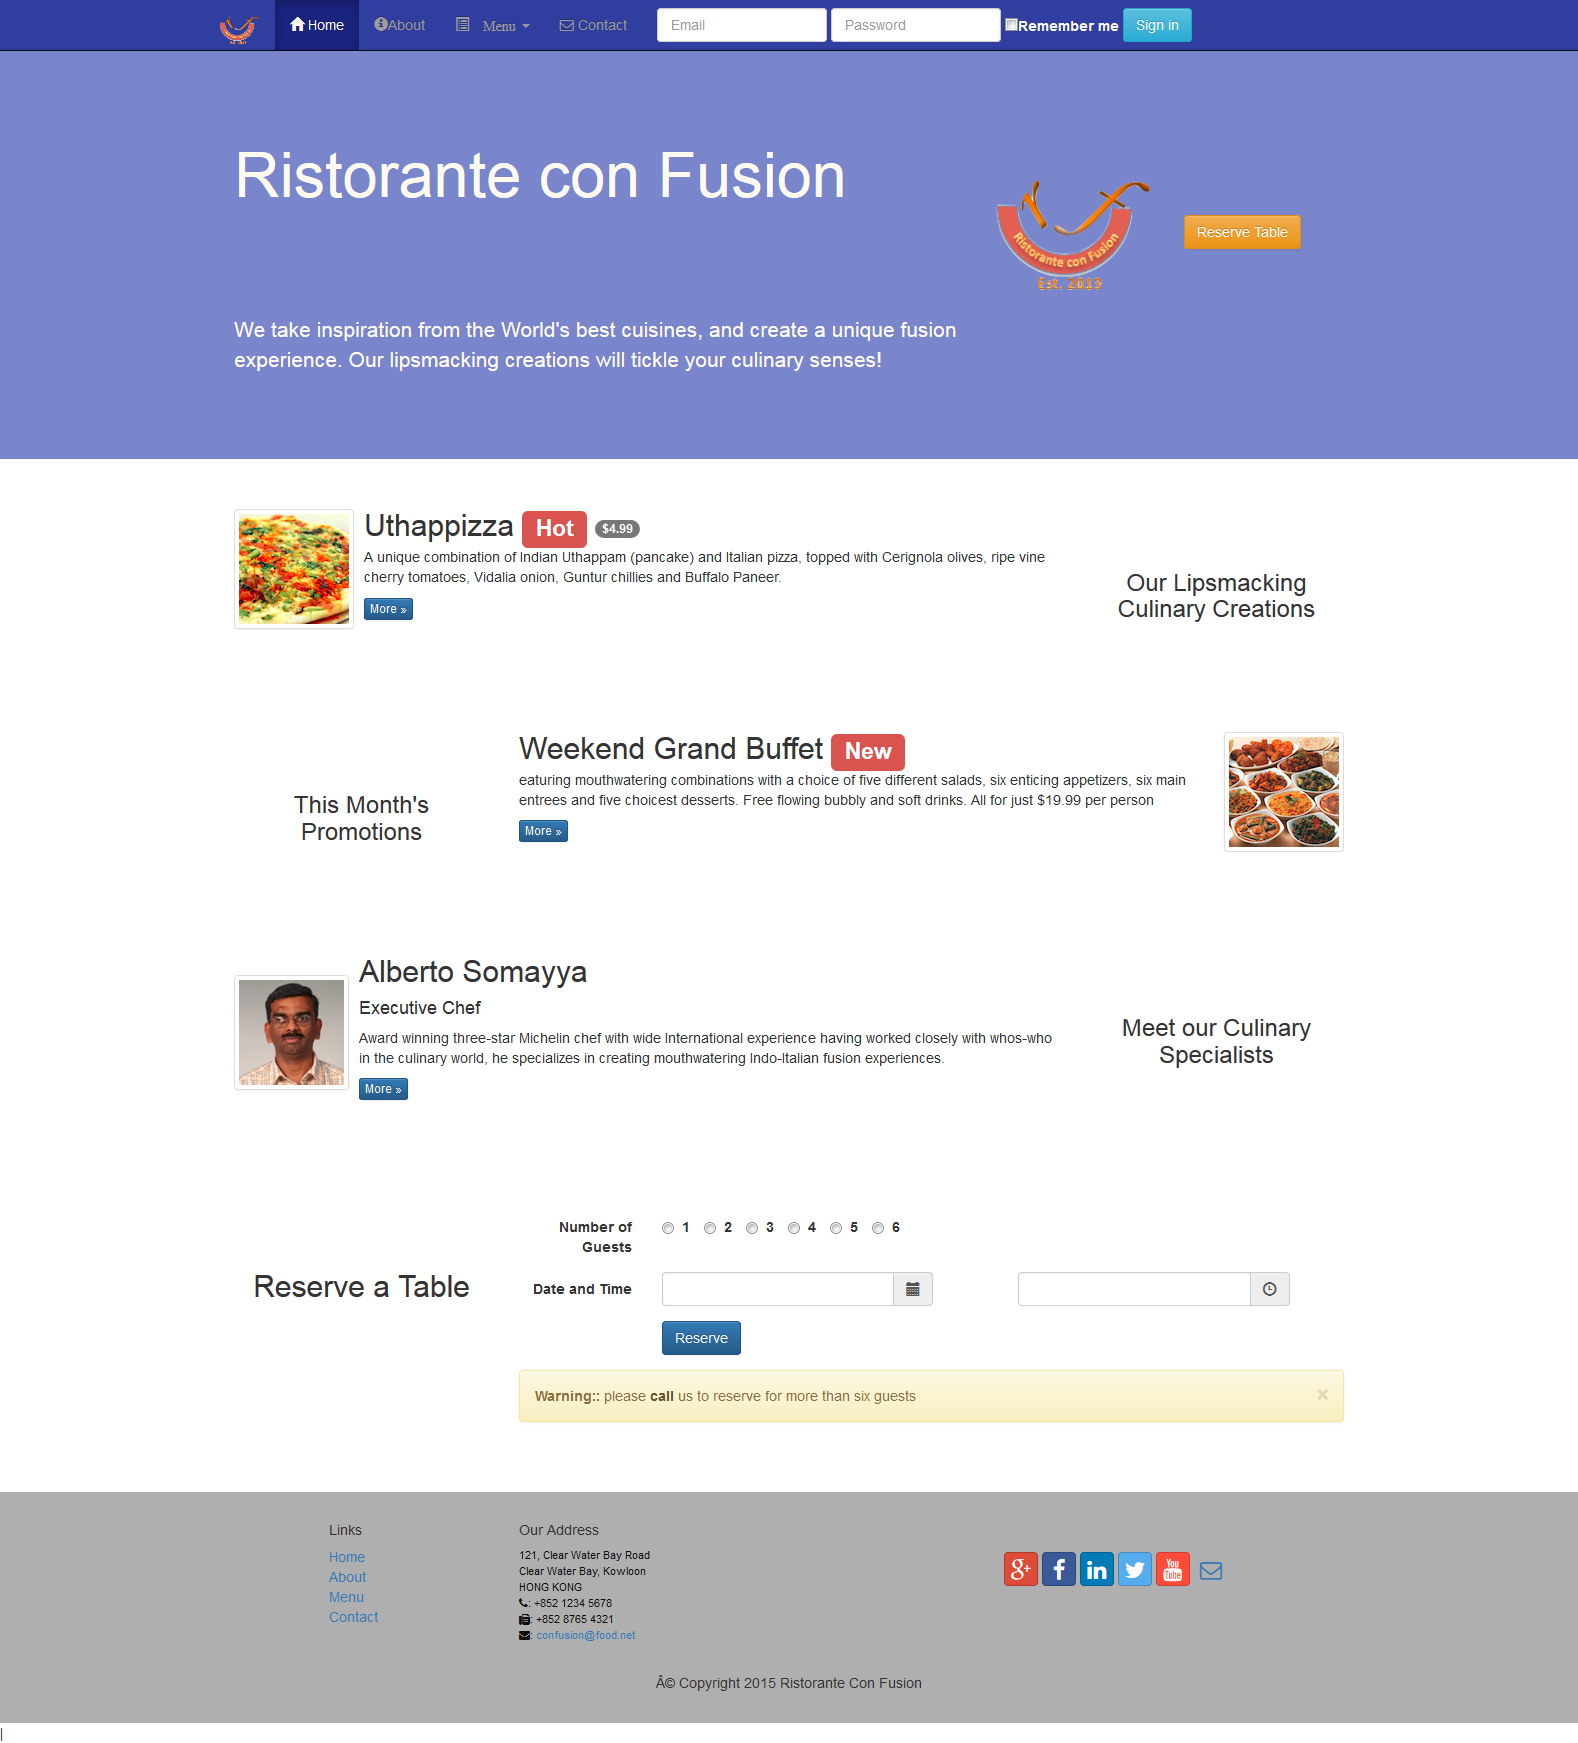 Home About Menu Contact Email Password Remember me Sign in
Ristorante con Fusion
Ristorante con Fusion
Est. 2013
Reserve Table
We take inspiration from the World's best cuisines, and create a unique fusion
experience. Our lipsmacking creations will tickle your culinary senses!
Uthappizza Hot $4.99
A unique combination of Indian Uthappam (pancake) and Italian pizza, topped with Cerignola olives, ripe vine
cherry tomatoes, Vidalia onion, Guntur chillies and Buffalo Paneer.
More »
Our Lipsmacking
Culinary Creations
This Month's
Promotions
Weekend Grand Buffet New
eaturing mouthwatering combinations with a choice of five different salads, six enticing appetizers, six main
entrees and five choicest desserts. Free flowing bubbly and soft drinks. All for just $19.99 per person
More »
Alberto Somayya
Executive Chef
Award winning three-star Michelin chef with wide International experience having worked closely with whos-who
in the culinary world, he specializes in creating mouthwatering Indo-Italian fusion experiences.
More »
Meet our Culinary
Specialists
Reserve a Table
Number of
Guests
1 2 3 4 5 6
Date and Time
Reserve
Warning:: please call us to reserve for more than six guests ×
Links
Home
About
Menu
Contact
Our Address
121, Clear Water Bay Road
Clear Water Bay, Kowloon
HONG KONG
: +852 1234 5678
: +852 8765 4321
: confusion@food.net
g+ f in You Tube
Â© Copyright 2015 Ristorante Con Fusion
|